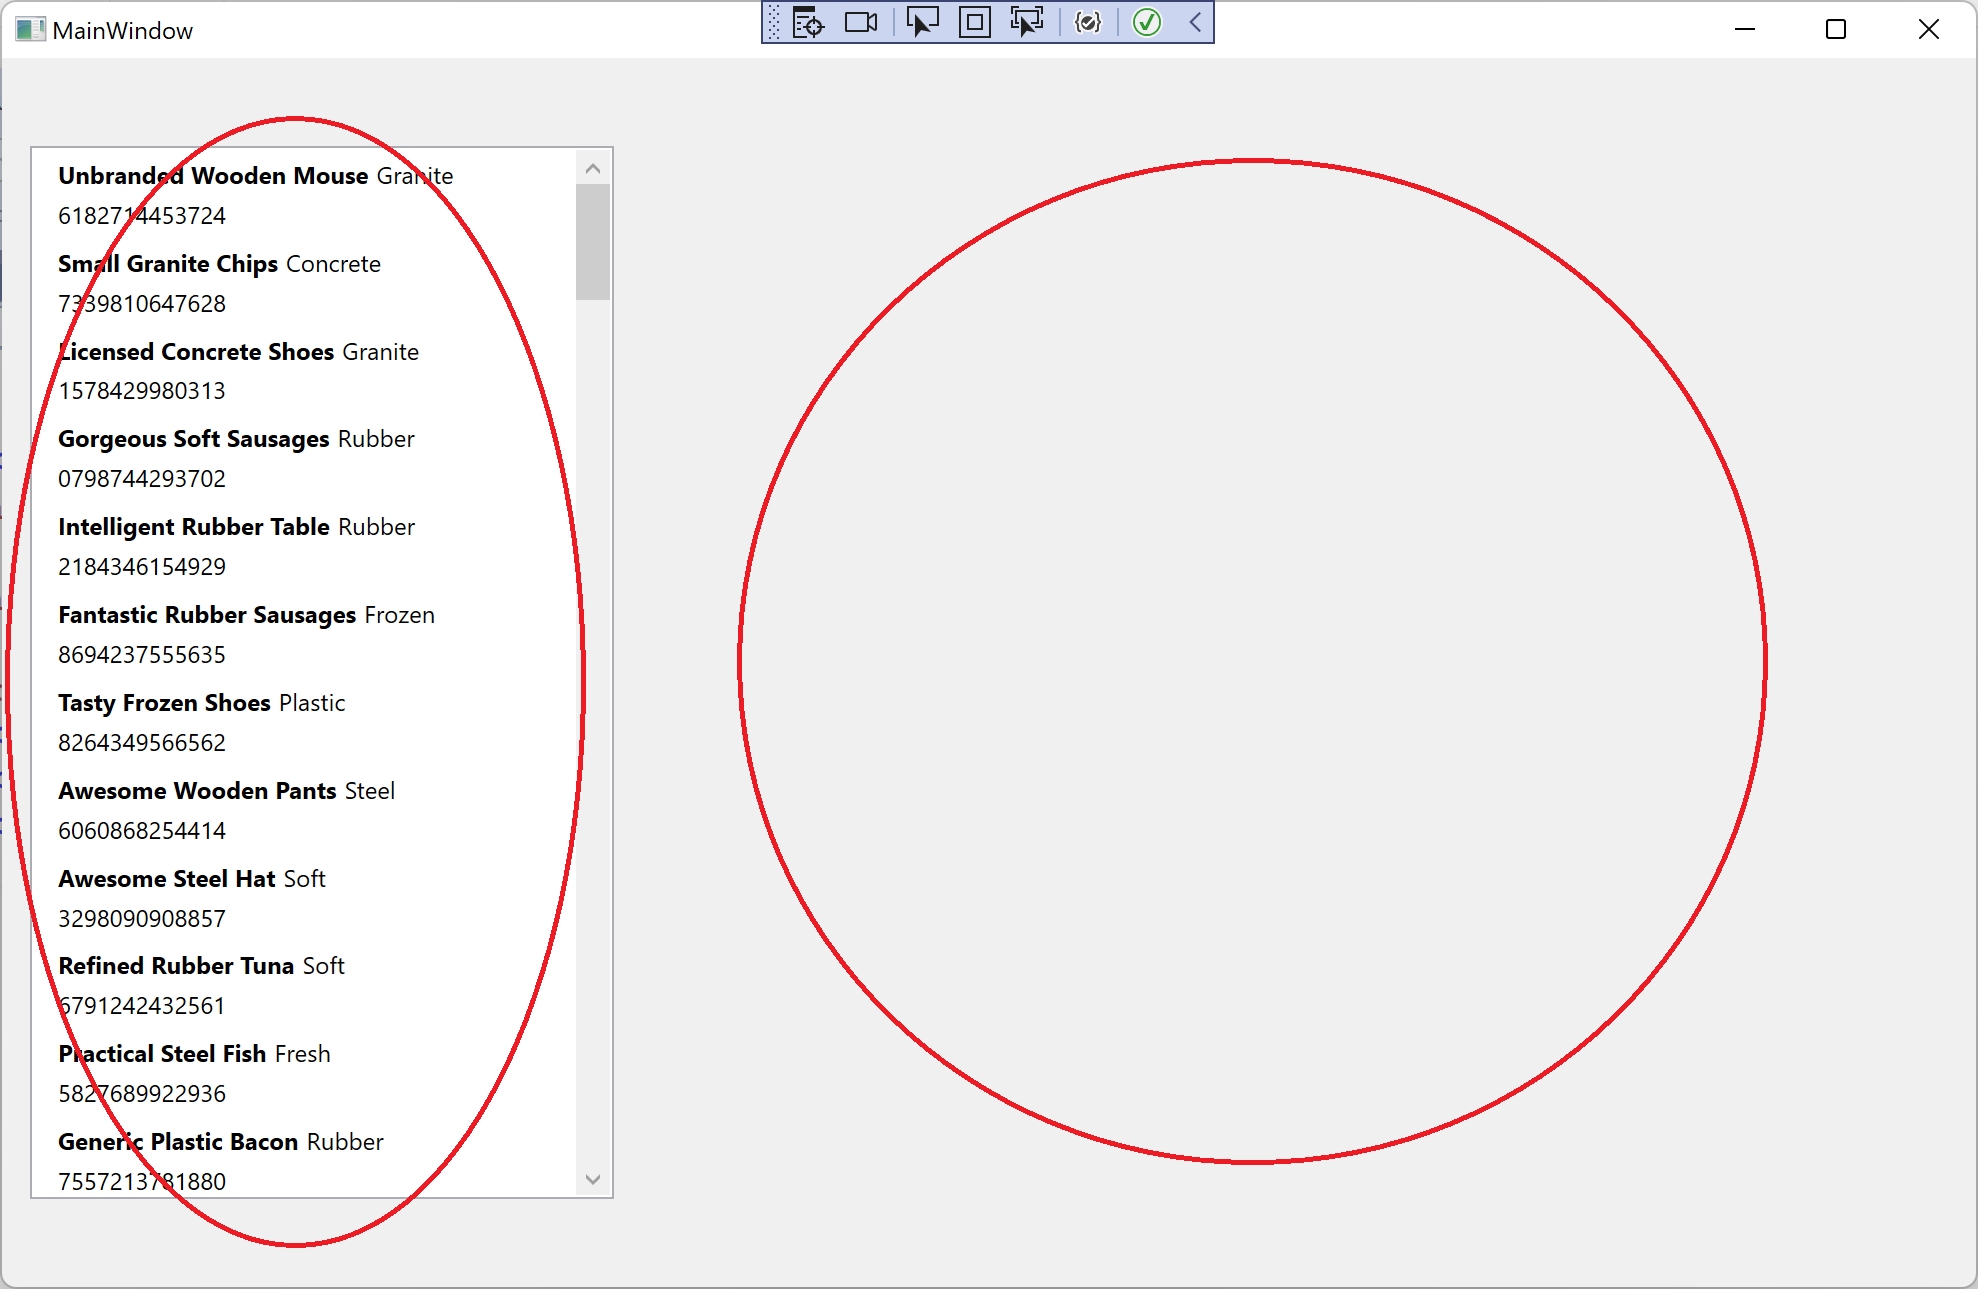 MainWindow
Unbranded Wooden Mouse Granite
6182714453724
Small Granite Chips Concrete
7339810647628
Licensed Concrete Shoes Granite
1578429980313
Gorgeous Soft Sausages Rubber
0798744293702
Intelligent Rubber Table Rubber
2184346154929
Fantastic Rubber Sausages Frozen
8694237555635
Tasty Frozen Shoes Plastic
8264349566562
Awesome Wooden Pants Steel
6060868254414
Awesome Steel Hat Soft
3298090908857
Refined Rubber Tuna Soft
6791242432561
Practical Steel Fish Fresh
5827689922936
Generic Plastic Bacon Rubber
7557213781880